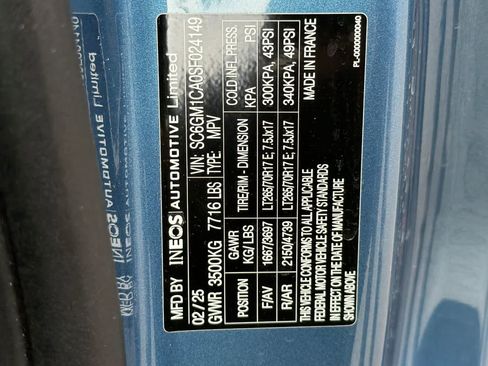 MFD BY INEOS AUTOMOTIVE Limited
02 / 25 VIN: SC6GM1CA0SF024149
GVWR 3500KG 7716 LBS TYPE: MPV
POSITION GAWR KG/LBS TIRE/RIM - DIMENSION COLD INFL.PRESS KPA PSI
F/AV 1667/3697 LT265/70R17 E; 7.5Jx17 300KPA, 43PSI
R/AR 2150/4739 LT265/70R17 E; 7.5Jx17 340KPA, 49PSI
THIS VEHICLE CONFORMS TO ALL APPLICABLE
FEDERAL MOTOR VEHICLE SAFETY STANDARDS
IN EFFECT ON THE DATE OF MANUFACTURE
SHOWN ABOVE.
MADE IN FRANCE
PL-0000000040